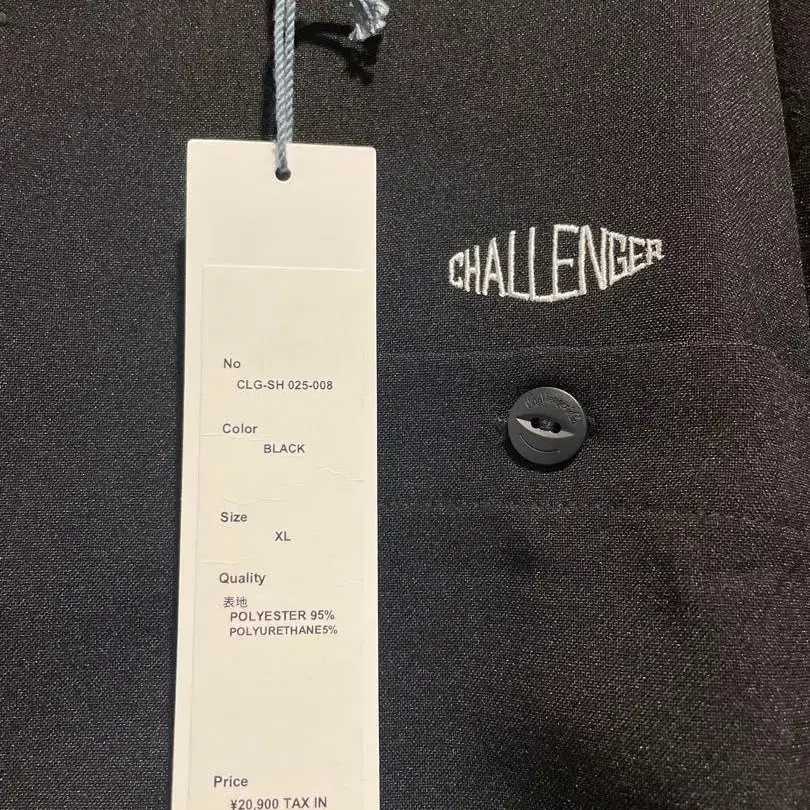 CHALLENGER
No
CLG-SH 025-008
Color
BLACK
Size
XL
Quality
表地
POLYESTER 95%
POLYURETHANE5%
Price
¥20,900 TAX IN